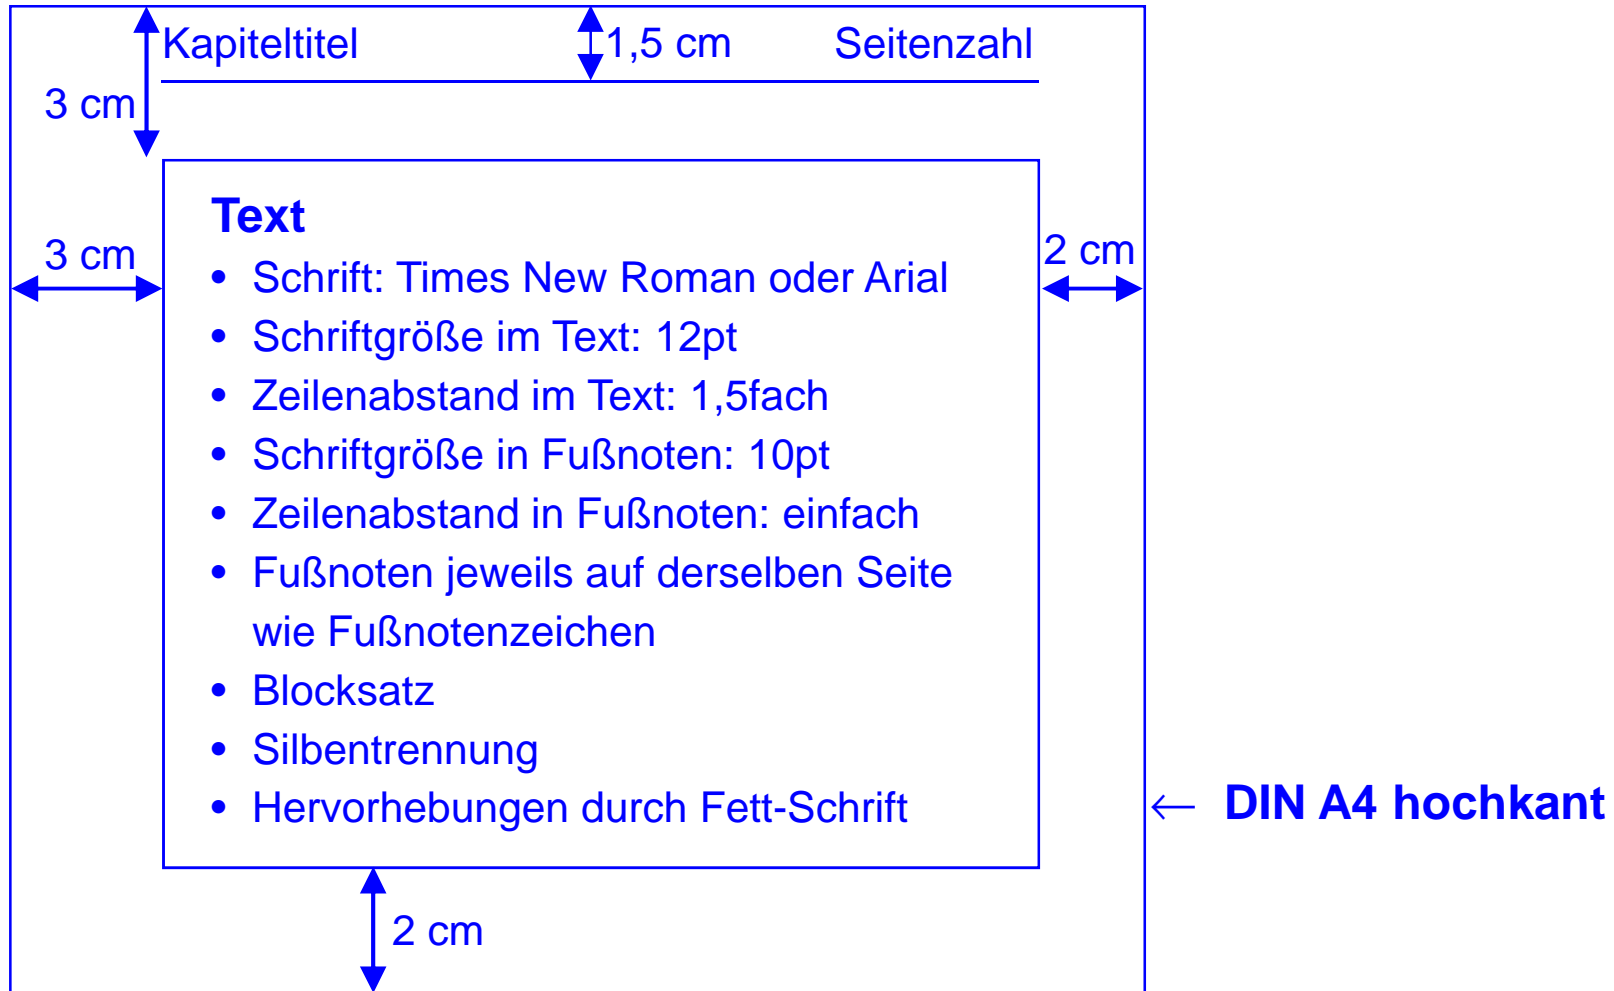 Kapiteltitel 1,5 cm Seitenzahl
3 cm
Text
3 cm
2 cm
• Schrift: Times New Roman oder Arial
• Schriftgröße im Text: 12pt
• Zeilenabstand im Text: 1,5fach
• Schriftgröße in Fußnoten: 10pt
• Zeilenabstand in Fußnoten: einfach
• Fußnoten jeweils auf derselben Seite
wie Fußnotenzeichen
• Blocksatz
• Silbentrennung
• Hervorhebungen durch Fett-Schrift
← DIN A4 hochkant
2 cm